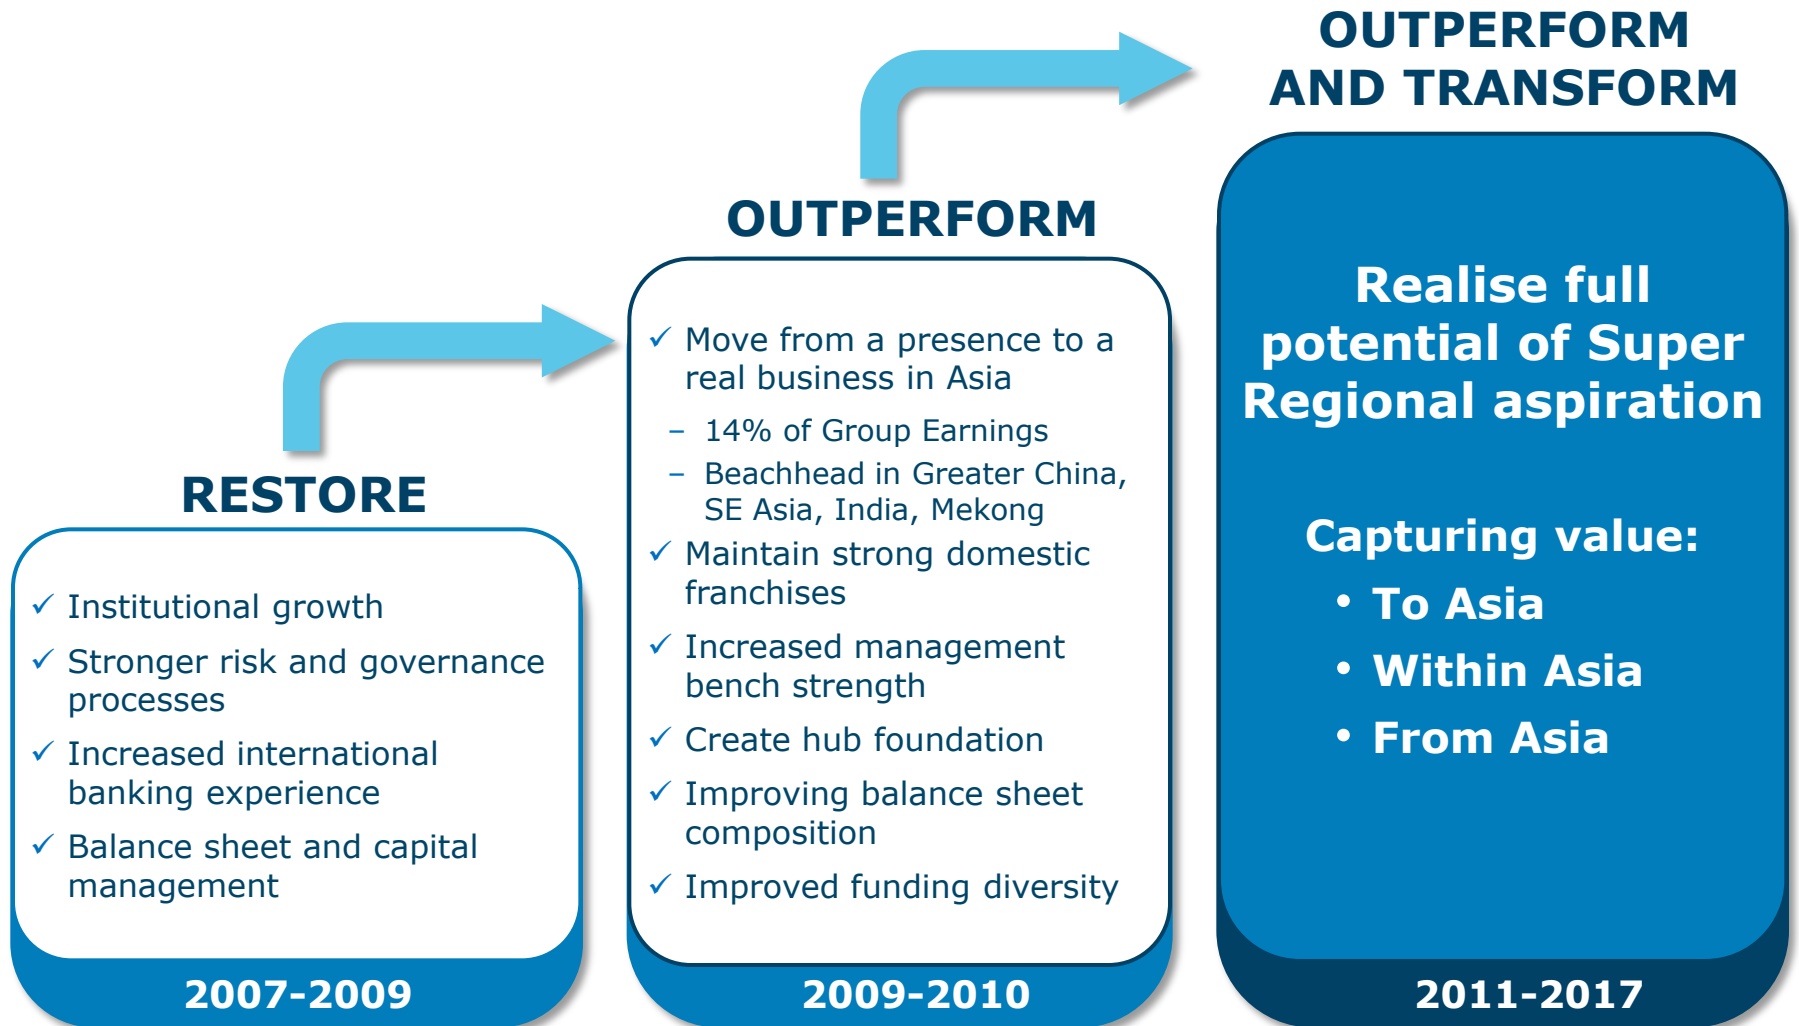 RESTORE
✓ Institutional growth
✓ Stronger risk and governance
processes
✓ Increased international
banking experience
✓ Balance sheet and capital
management
2007-2009
OUTPERFORM
✓ Move from a presence to a
real business in Asia
– 14% of Group Earnings
– Beachhead in Greater China,
SE Asia, India, Mekong
✓ Maintain strong domestic
franchises
✓ Increased management
bench strength
✓ Create hub foundation
✓ Improving balance sheet
composition
✓ Improved funding diversity
2009-2010
OUTPERFORM
AND TRANSFORM
Realise full
potential of Super
Regional aspiration
Capturing value:
• To Asia
• Within Asia
• From Asia
2011-2017